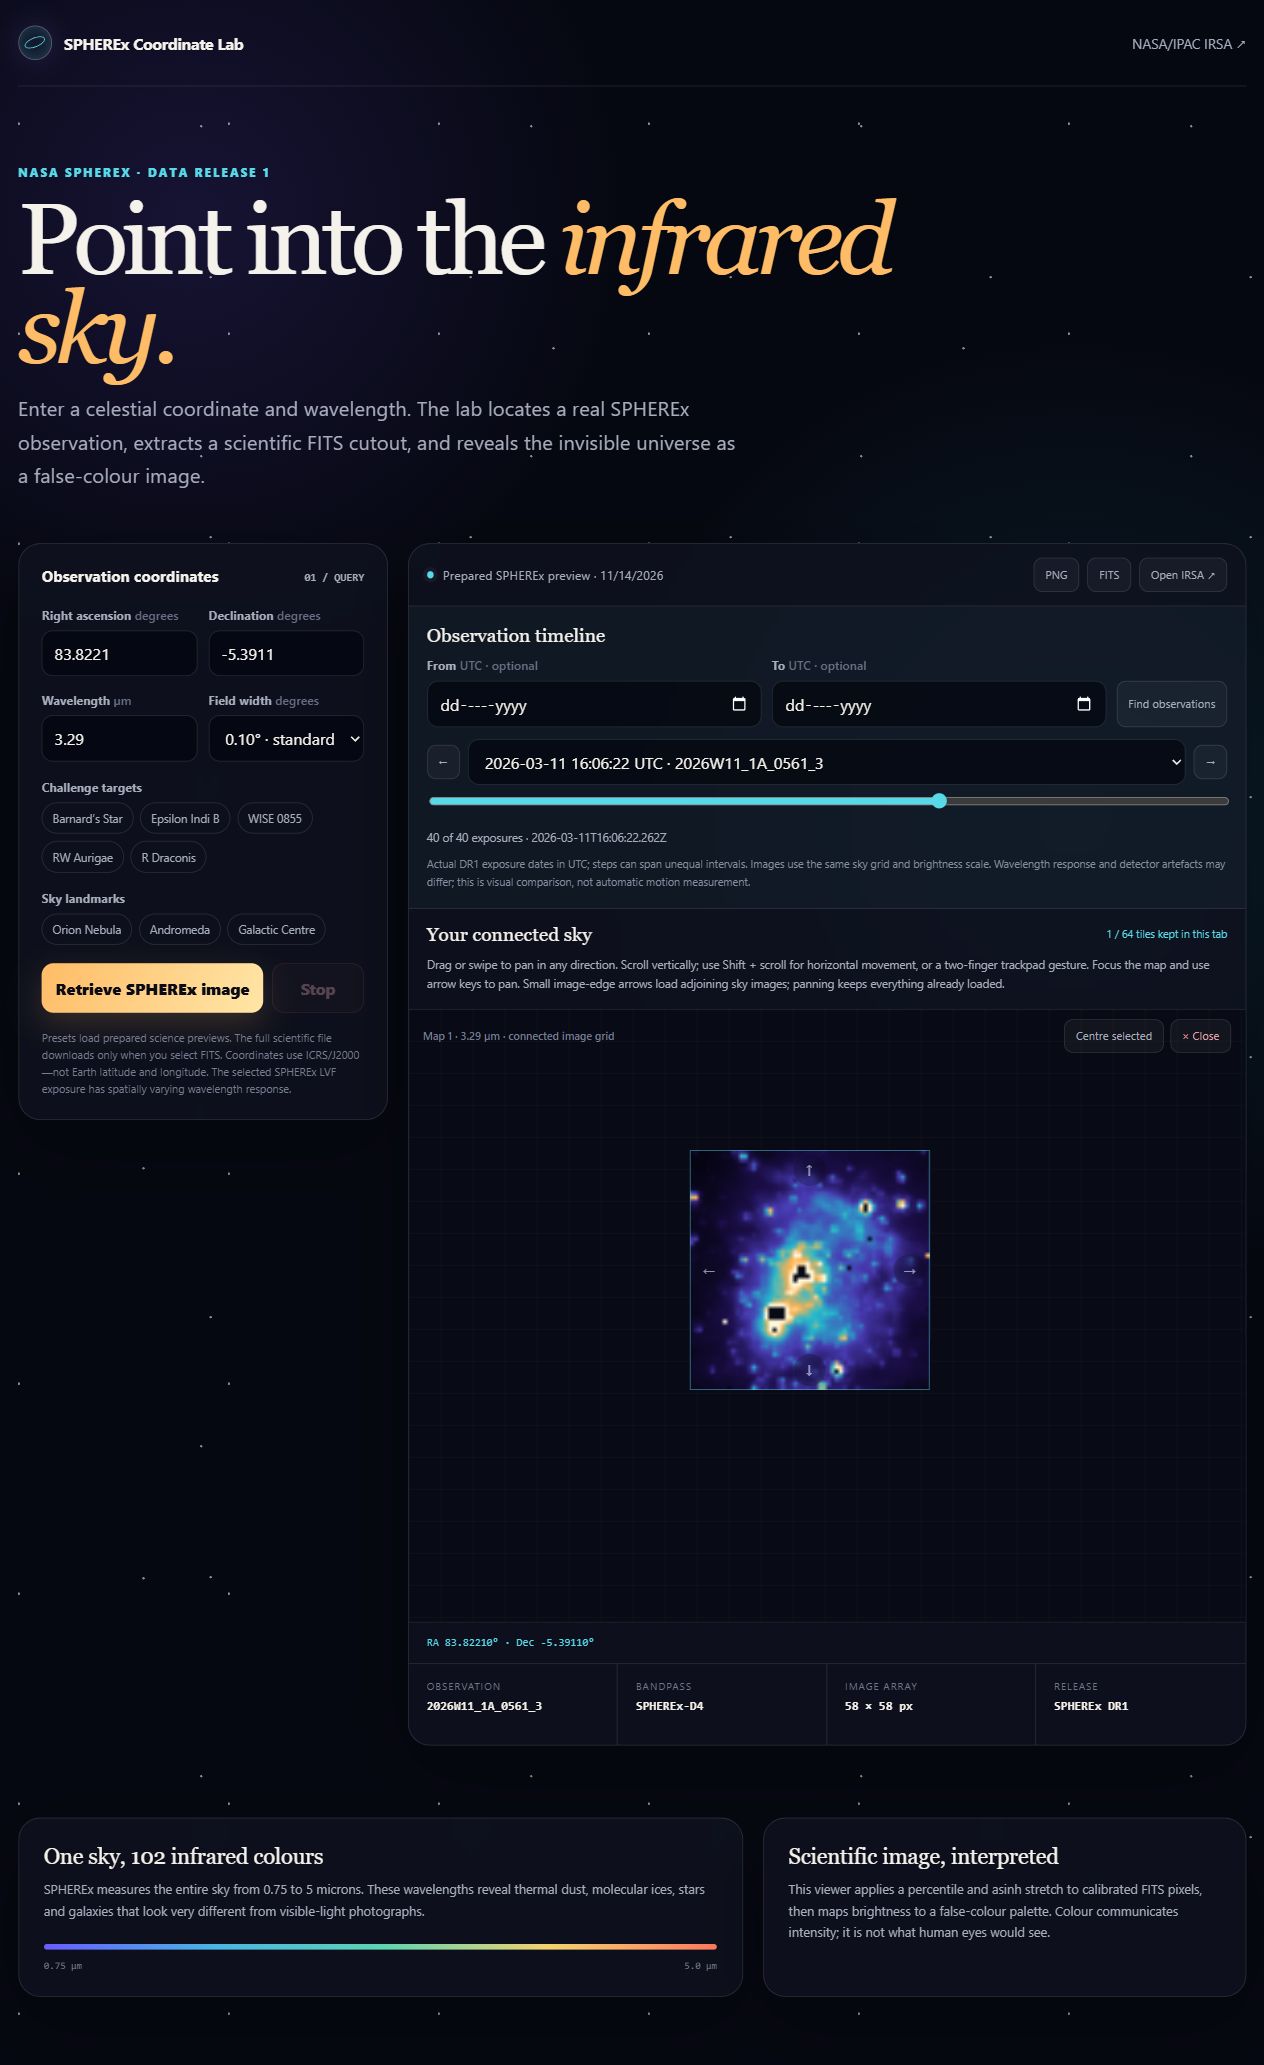 SPHEREx Coordinate Lab
NASA/IPAC IRSA ↗
NASA SPHEREX · DATA RELEASE 1
Point into the infrared
sky.
Enter a celestial coordinate and wavelength. The lab locates a real SPHEREx
observation, extracts a scientific FITS cutout, and reveals the invisible universe as
a false-colour image.
Observation coordinates
01 / QUERY
Right ascension degrees
Declination degrees
83.8221
-5.3911
Wavelength µm
Field width degrees
3.29
0.10° · standard
Challenge targets
Barnard's Star
Epsilon Indi B
WISE 0855
RW Aurigae
R Draconis
Sky landmarks
Orion Nebula
Andromeda
Galactic Centre
Retrieve SPHEREx image
Stop
Presets load prepared science previews. The full scientific file
downloads only when you select FITS. Coordinates use ICRS/J2000
—not Earth latitude and longitude. The selected SPHEREx LVF
exposure has spatially varying wavelength response.
Prepared SPHEREx preview · 11/14/2026
PNG
FITS
Open IRSA ↗
Observation timeline
From UTC · optional
To UTC · optional
dd----yyyy
dd----yyyy
Find observations
←
2026-03-11 16:06:22 UTC · 2026W11_1A_0561_3
→
40 of 40 exposures · 2026-03-11T16:06:22.262Z
Actual DR1 exposure dates in UTC; steps can span unequal intervals. Images use the same sky grid and brightness scale. Wavelength response and detector artefacts may
differ; this is visual comparison, not automatic motion measurement.
Your connected sky
1 / 64 tiles kept in this tab
Drag or swipe to pan in any direction. Scroll vertically; use Shift + scroll for horizontal movement, or a two-finger trackpad gesture. Focus the map and use
arrow keys to pan. Small image-edge arrows load adjoining sky images; panning keeps everything already loaded.
Map 1 · 3.29 µm · connected image grid
Centre selected
× Close
↑
←
→
↓
RA 83.82210° · Dec -5.39110°
OBSERVATION
2026W11_1A_0561_3
BANDPASS
SPHEREx-D4
IMAGE ARRAY
58 × 58 px
RELEASE
SPHEREx DR1
One sky, 102 infrared colours
SPHEREx measures the entire sky from 0.75 to 5 microns. These wavelengths reveal thermal dust, molecular ices, stars
and galaxies that look very different from visible-light photographs.
0.75 µm
5.0 µm
Scientific image, interpreted
This viewer applies a percentile and asinh stretch to calibrated FITS pixels,
then maps brightness to a false-colour palette. Colour communicates
intensity; it is not what human eyes would see.